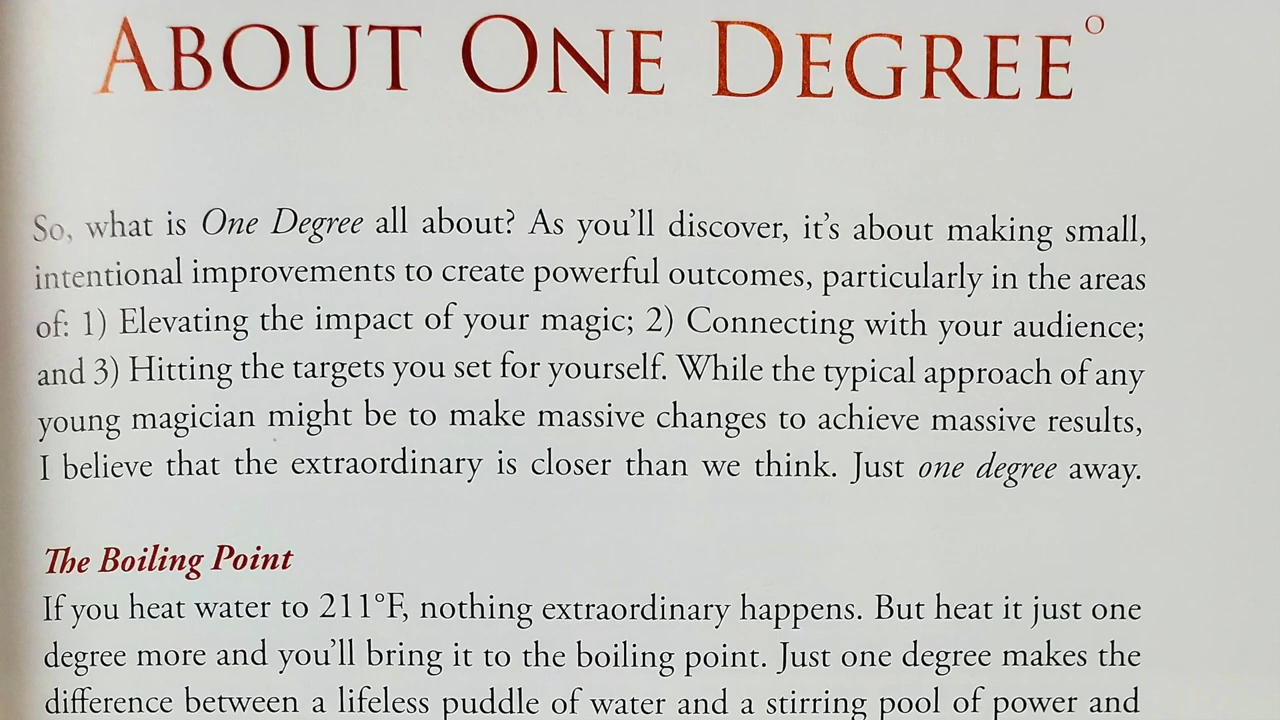 ABOUT ONE DEGREE°
So, what is One Degree all about? As you'll discover, it's about making small,
intentional improvements to create powerful outcomes, particularly in the areas
of: 1) Elevating the impact of your magic; 2) Connecting with your audience;
and 3) Hitting the targets you set for yourself. While the typical approach of any
young magician might be to make massive changes to achieve massive results,
I believe that the extraordinary is closer than we think. Just one degree away.
The Boiling Point
If you heat water to 211°F, nothing extraordinary happens. But heat it just one
degree more and you'll bring it to the boiling point. Just one degree makes the
difference between a lifeless puddle of water and a stirring pool of power and